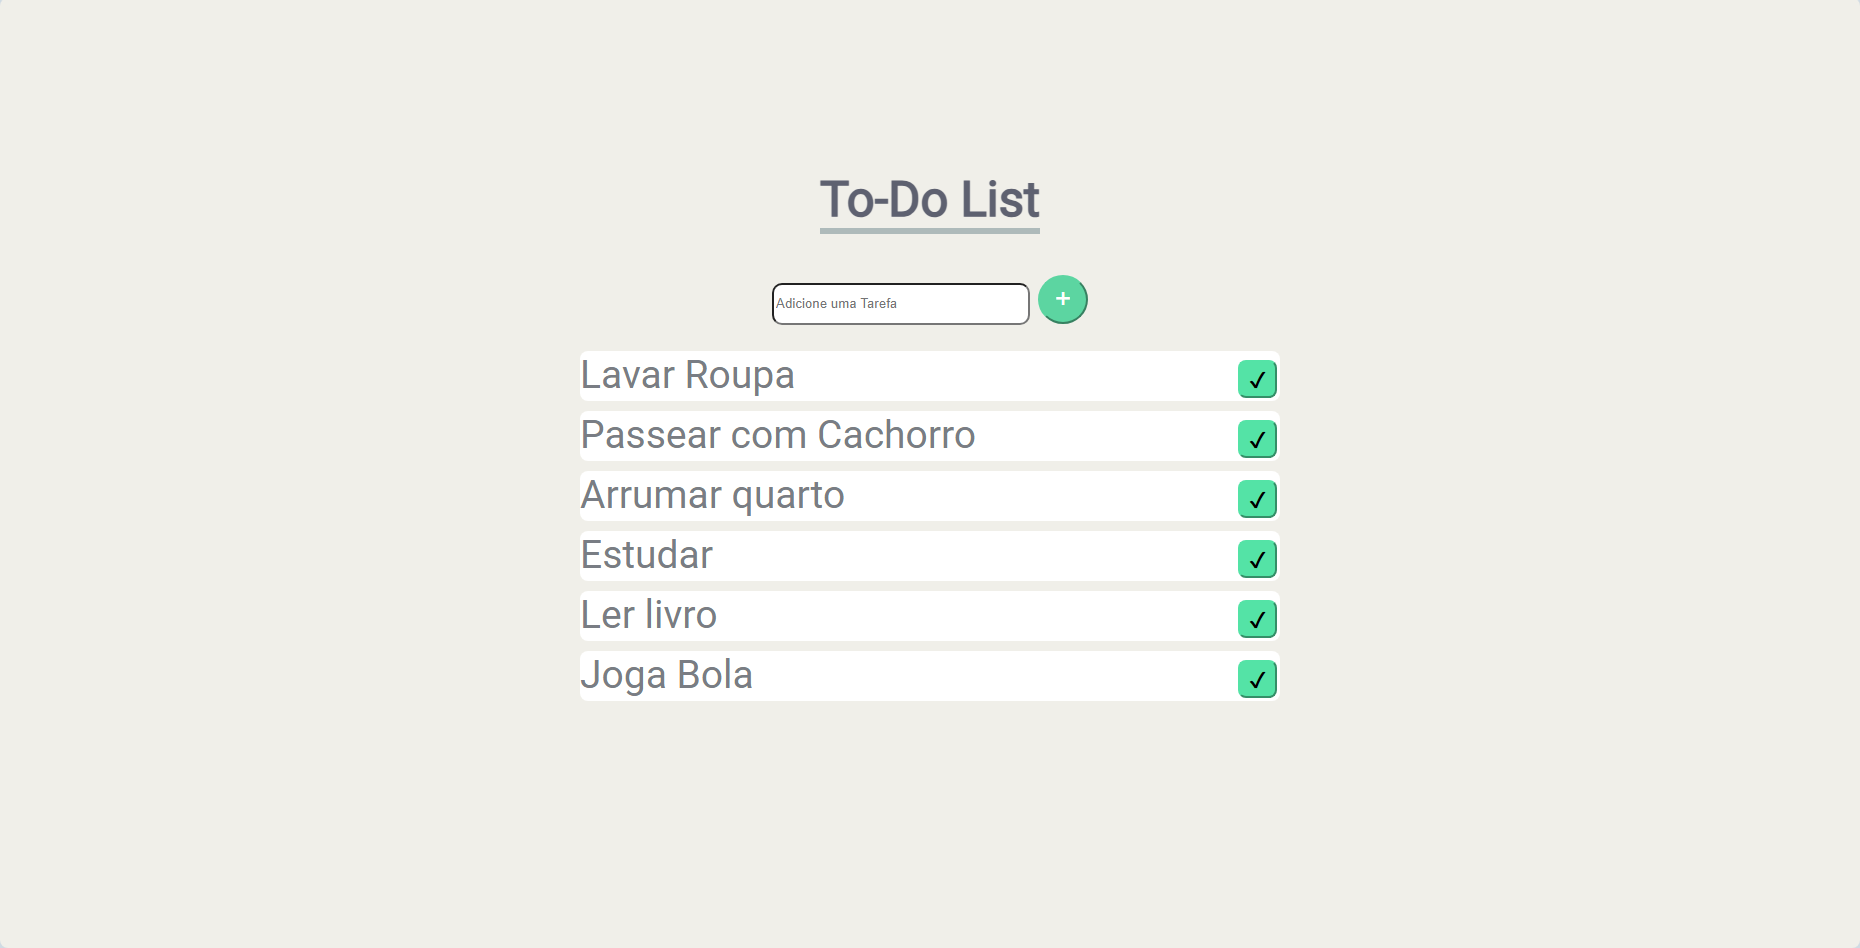 To-Do List
Adicione uma Tarefa
+
Lavar Roupa
✓
Passear com Cachorro
✓
Arrumar quarto
✓
Estudar
✓
Ler livro
✓
Joga Bola
✓